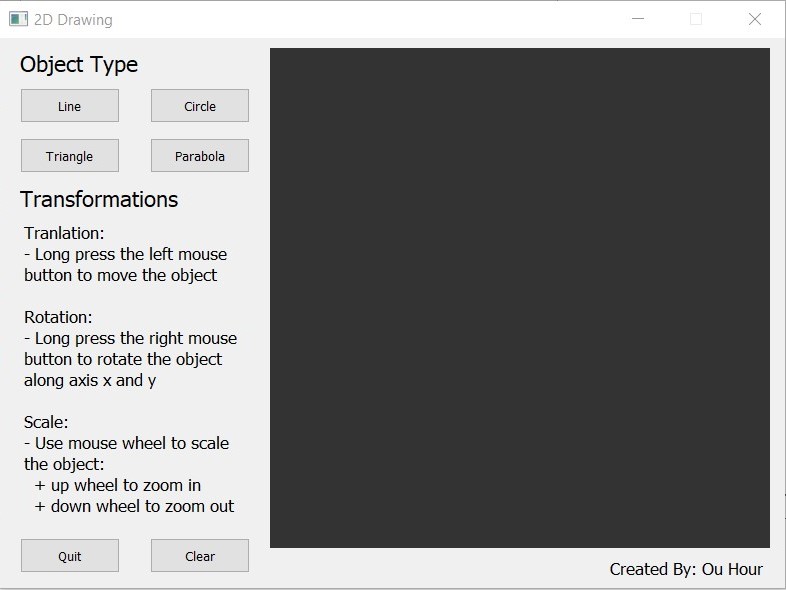 2D Drawing
Object Type
Line
Circle
Triangle
Parabola
Transformations
Tranlation:
- Long press the left mouse
button to move the object
Rotation:
- Long press the right mouse
button to rotate the object
along axis x and y
Scale:
- Use mouse wheel to scale
the object:
+ up wheel to zoom in
+ down wheel to zoom out
Quit
Clear
Created By: Ou Hour